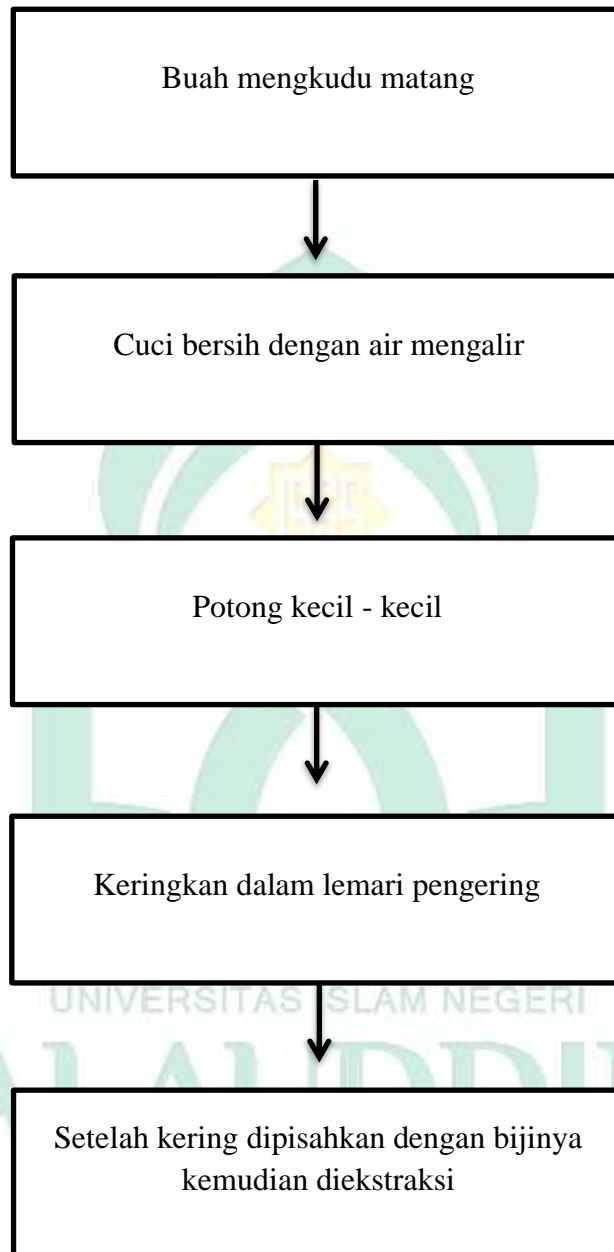 Buah mengkudu matang
Cuci bersih dengan air mengalir
Potong kecil - kecil
Keringkan dalam lemari pengering
UNIVERSITAS ISLAM NEGERI
ALAUDDIN
Setelah kering dipisahkan dengan bijinya
kemudian diekstraksi